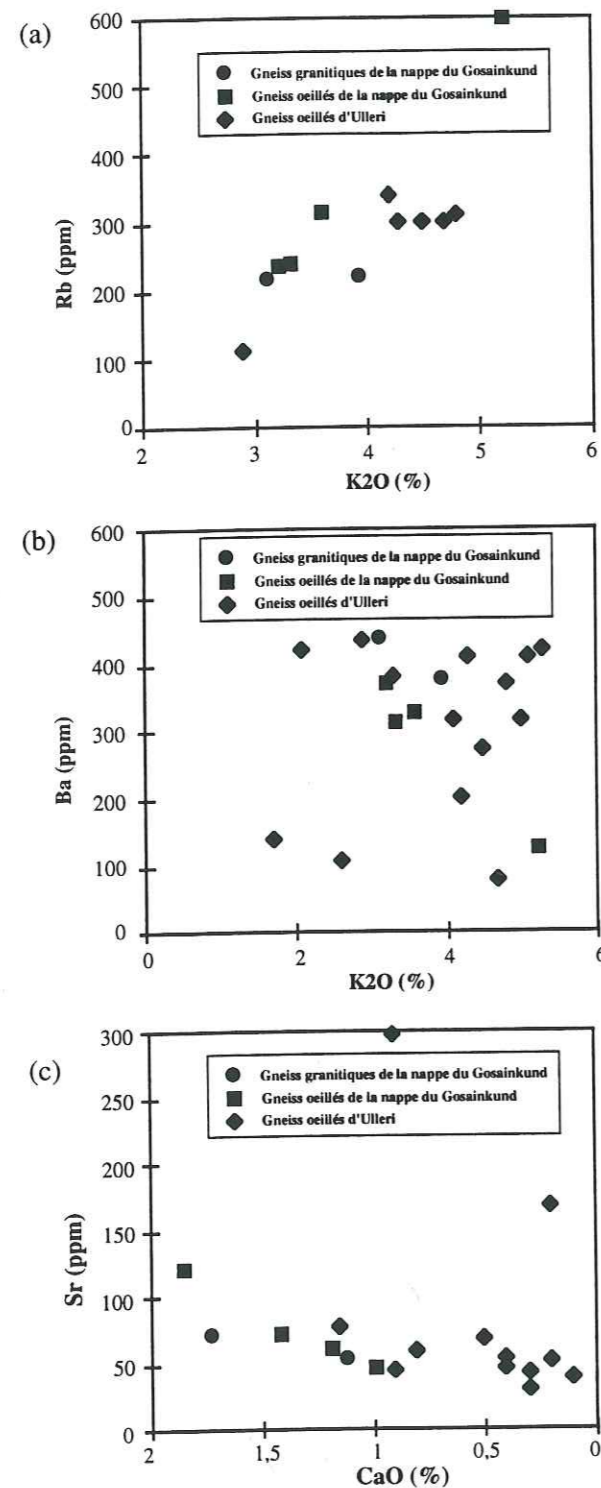 (a)
600
500
400
300
200
100
0
Rb (ppm)
Gneiss granitiques de la nappe du Gosainkund
Gneiss oeillés de la nappe du Gosainkund
Gneiss oeillés d'Ulleri
2 3 4 5 6
K2O (%)
(b)
600
500
400
300
200
100
0
Ba (ppm)
Gneiss granitiques de la nappe du Gosainkund
Gneiss oeillés de la nappe du Gosainkund
Gneiss oeillés d'Ulleri
0 2 4 6
K2O (%)
(c)
300
250
200
150
100
50
0
Sr (ppm)
Gneiss granitiques de la nappe du Gosainkund
Gneiss oeillés de la nappe du Gosainkund
Gneiss oeillés d'Ulleri
2 1,5 1 0,5 0
CaO (%)